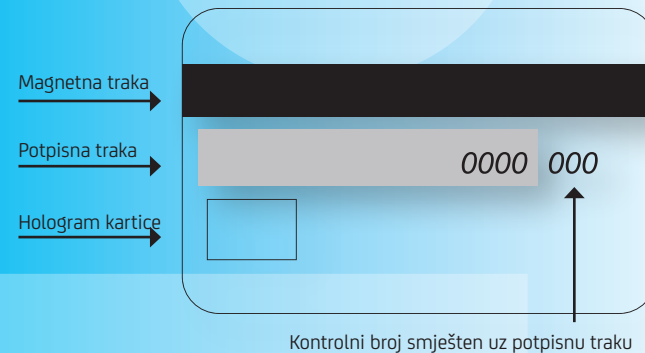 Magnetna traka
Potpisna traka
0000 000
Hologram kartice
Kontrolni broj smješten uz potpisnu traku